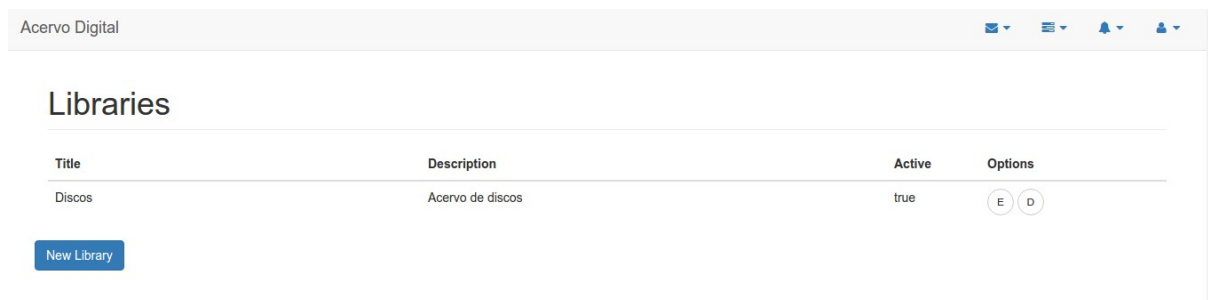 Acervo Digital
Libraries
Title Description Active Options
Discos Acervo de discos true E D
New Library